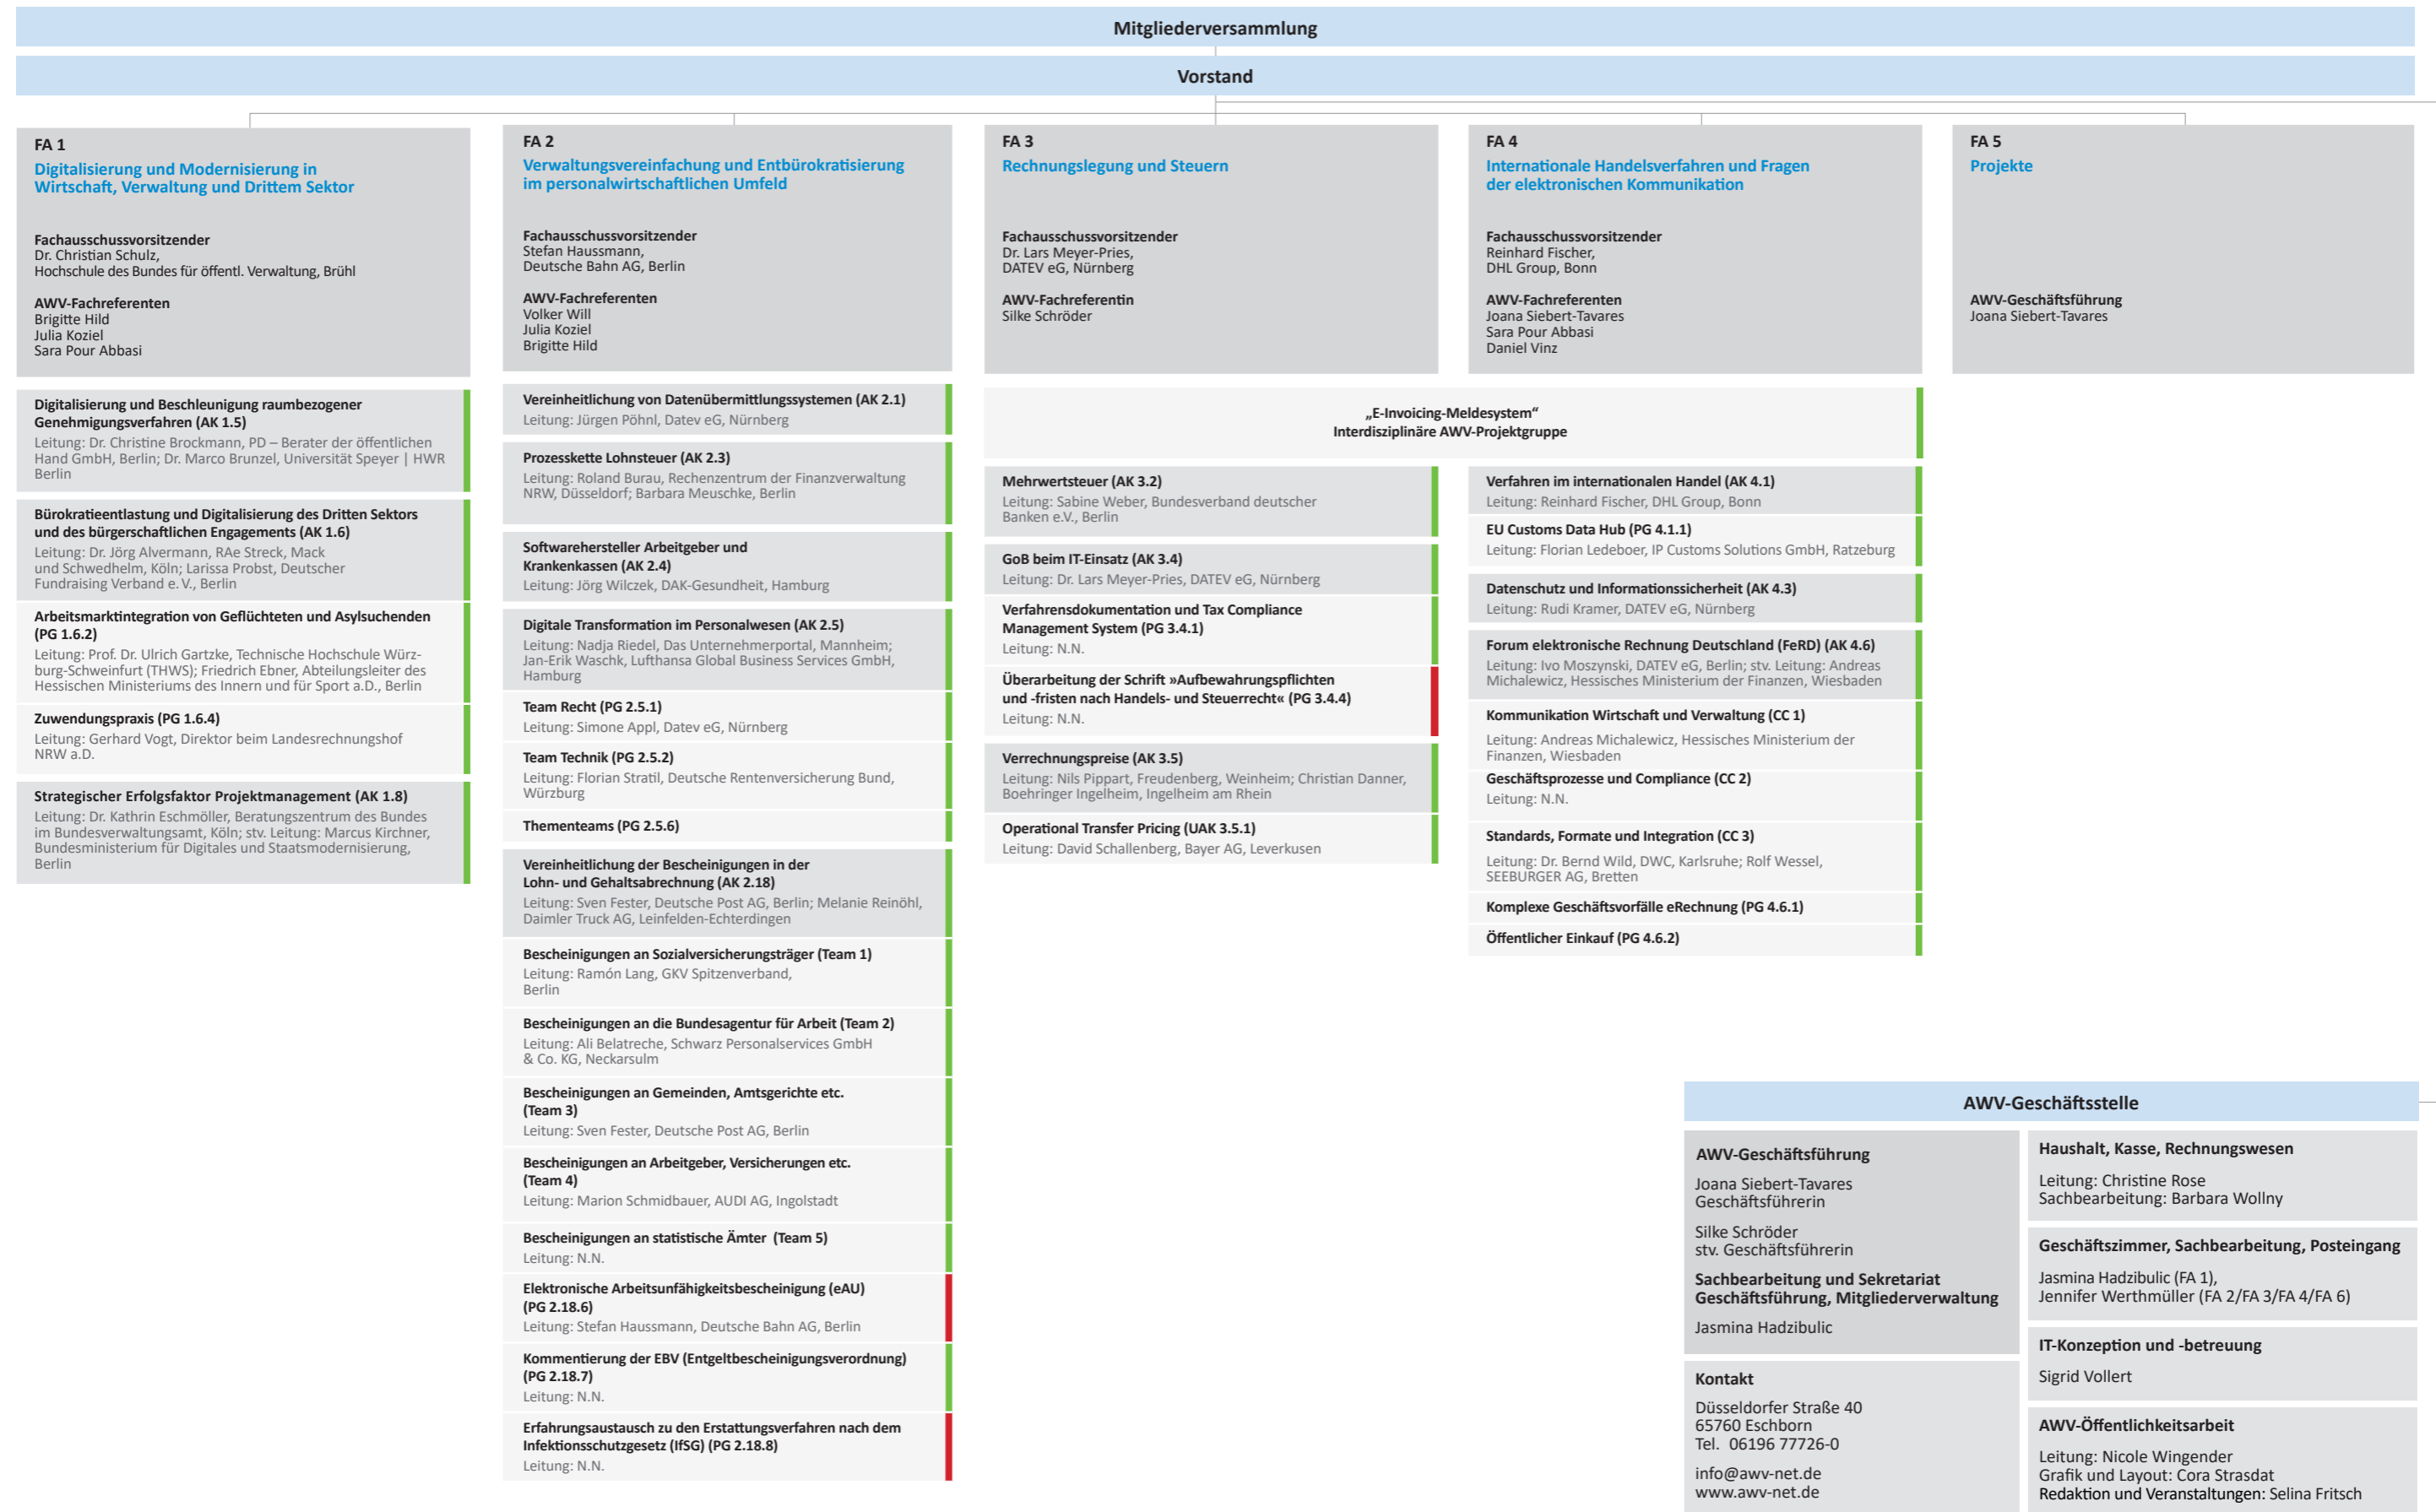 Mitgliederversammlung
Vorstand
FA 1
Digitalisierung und Modernisierung in
Wirtschaft, Verwaltung und Drittem Sektor
Fachausschussvorsitzender
Dr. Christian Schulz,
Hochschule des Bundes für öffentl. Verwaltung, Brühl
AWV-Fachreferenten
Brigitte Hild
Julia Koziel
Sara Pour Abbasi
Digitalisierung und Beschleunigung raumbezogener
Genehmigungsverfahren (AK 1.5)
Leitung: Dr. Christine Brockmann, PD – Berater der öffentlichen
Hand GmbH, Berlin; Dr. Marco Brunzel, Universität Speyer | HWR
Berlin
Bürokratieentlastung und Digitalisierung des Dritten Sektors
und des bürgerschaftlichen Engagements (AK 1.6)
Leitung: Dr. Jörg Alvermann, RAe Streck, Mack
und Schwedhelm, Köln; Larissa Probst, Deutscher
Fundraising Verband e. V., Berlin
Arbeitsmarktintegration von Geflüchteten und Asylsuchenden
(PG 1.6.2)
Leitung: Prof. Dr. Ulrich Gartzke, Technische Hochschule Würz-
burg-Schweinfurt (THWS); Friedrich Ebner, Abteilungsleiter des
Hessischen Ministeriums des Innern und für Sport a.D., Berlin
Zuwendungspraxis (PG 1.6.4)
Leitung: Gerhard Vogt, Direktor beim Landesrechnungshof
NRW a.D.
Strategischer Erfolgsfaktor Projektmanagement (AK 1.8)
Leitung: Dr. Kathrin Eschmöller, Beratungszentrum des Bundes
im Bundesverwaltungsamt, Köln; stv. Leitung: Marcus Kirchner,
Bundesministerium für Digitales und Staatsmodernisierung,
Berlin
FA 2
Verwaltungsvereinfachung und Entbürokratisierung
im personalwirtschaftlichen Umfeld
Fachausschussvorsitzender
Stefan Haussmann,
Deutsche Bahn AG, Berlin
AWV-Fachreferenten
Volker Will
Julia Koziel
Brigitte Hild
Vereinheitlichung von Datenübermittlungssystemen (AK 2.1)
Leitung: Jürgen Pöhnl, Datev eG, Nürnberg
Prozesskette Lohnsteuer (AK 2.3)
Leitung: Roland Burau, Rechenzentrum der Finanzverwaltung
NRW, Düsseldorf; Barbara Meuschke, Berlin
Softwarehersteller Arbeitgeber und
Krankenkassen (AK 2.4)
Leitung: Jörg Wilczek, DAK-Gesundheit, Hamburg
Digitale Transformation im Personalwesen (AK 2.5)
Leitung: Nadja Riedel, Das Unternehmerportal, Mannheim;
Jan-Erik Waschk, Lufthansa Global Business Services GmbH,
Hamburg
Team Recht (PG 2.5.1)
Leitung: Simone Appl, Datev eG, Nürnberg
Team Technik (PG 2.5.2)
Leitung: Florian Stratil, Deutsche Rentenversicherung Bund,
Würzburg
Thementeams (PG 2.5.6)
Vereinheitlichung der Bescheinigungen in der
Lohn- und Gehaltsabrechnung (AK 2.18)
Leitung: Sven Fester, Deutsche Post AG, Berlin; Melanie Reinöhl,
Daimler Truck AG, Leinfelden-Echterdingen
Bescheinigungen an Sozialversicherungsträger (Team 1)
Leitung: Ramón Lang, GKV Spitzenverband,
Berlin
Bescheinigungen an die Bundesagentur für Arbeit (Team 2)
Leitung: Ali Belatreche, Schwarz Personalservices GmbH
& Co. KG, Neckarsulm
Bescheinigungen an Gemeinden, Amtsgerichte etc.
(Team 3)
Leitung: Sven Fester, Deutsche Post AG, Berlin
Bescheinigungen an Arbeitgeber, Versicherungen etc.
(Team 4)
Leitung: Marion Schmidbauer, AUDI AG, Ingolstadt
Bescheinigungen an statistische Ämter (Team 5)
Leitung: N.N.
Elektronische Arbeitsunfähigkeitsbescheinigung (eAU)
(PG 2.18.6)
Leitung: Stefan Haussmann, Deutsche Bahn AG, Berlin
Kommentierung der EBV (Entgeltbescheinigungsverordnung)
(PG 2.18.7)
Leitung: N.N.
Erfahrungsaustausch zu den Erstattungsverfahren nach dem
Infektionsschutzgesetz (IfSG) (PG 2.18.8)
Leitung: N.N.
FA 3
Rechnungslegung und Steuern
Fachausschussvorsitzender
Dr. Lars Meyer-Pries,
DATEV eG, Nürnberg
AWV-Fachreferentin
Silke Schröder
FA 4
Internationale Handelsverfahren und Fragen
der elektronischen Kommunikation
Fachausschussvorsitzender
Reinhard Fischer,
DHL Group, Bonn
AWV-Fachreferenten
Joana Siebert-Tavares
Sara Pour Abbasi
Daniel Vinz
„E-Invoicing-Meldesystem“
Interdisziplinäre AWV-Projektgruppe
Mehrwertsteuer (AK 3.2)
Leitung: Sabine Weber, Bundesverband deutscher
Banken e.V., Berlin
GoB beim IT-Einsatz (AK 3.4)
Leitung: Dr. Lars Meyer-Pries, DATEV eG, Nürnberg
Verfahrensdokumentation und Tax Compliance
Management System (PG 3.4.1)
Leitung: N.N.
Überarbeitung der Schrift »Aufbewahrungspflichten
und -fristen nach Handels- und Steuerrecht« (PG 3.4.4)
Leitung: N.N.
Verrechnungspreise (AK 3.5)
Leitung: Nils Pippart, Freudenberg, Weinheim; Christian Danner,
Boehringer Ingelheim, Ingelheim am Rhein
Operational Transfer Pricing (UAK 3.5.1)
Leitung: David Schallenberg, Bayer AG, Leverkusen
Verfahren im internationalen Handel (AK 4.1)
Leitung: Reinhard Fischer, DHL Group, Bonn
EU Customs Data Hub (PG 4.1.1)
Leitung: Florian Ledeboer, IP Customs Solutions GmbH, Ratzeburg
Datenschutz und Informationssicherheit (AK 4.3)
Leitung: Rudi Kramer, DATEV eG, Nürnberg
Forum elektronische Rechnung Deutschland (FeRD) (AK 4.6)
Leitung: Ivo Moszynski, DATEV eG, Berlin; stv. Leitung: Andreas
Michalewicz, Hessisches Ministerium der Finanzen, Wiesbaden
Kommunikation Wirtschaft und Verwaltung (CC 1)
Leitung: Andreas Michalewicz, Hessisches Ministerium der
Finanzen, Wiesbaden
Geschäftsprozesse und Compliance (CC 2)
Leitung: N.N.
Standards, Formate und Integration (CC 3)
Leitung: Dr. Bernd Wild, DWC, Karlsruhe; Rolf Wessel,
SEEBURGER AG, Bretten
Komplexe Geschäftsvorfälle eRechnung (PG 4.6.1)
Öffentlicher Einkauf (PG 4.6.2)
FA 5
Projekte
AWV-Geschäftsführung
Joana Siebert-Tavares
AWV-Geschäftsstelle
AWV-Geschäftsführung
Joana Siebert-Tavares
Geschäftsführerin
Silke Schröder
stv. Geschäftsführerin
Sachbearbeitung und Sekretariat
Geschäftsführung, Mitgliederverwaltung
Jasmina Hadzibulic
Kontakt
Düsseldorfer Straße 40
65760 Eschborn
Tel. 06196 77726-0
info@awv-net.de
www.awv-net.de
Haushalt, Kasse, Rechnungswesen
Leitung: Christine Rose
Sachbearbeitung: Barbara Wollny
Geschäftszimmer, Sachbearbeitung, Posteingang
Jasmina Hadzibulic (FA 1),
Jennifer Werthmüller (FA 2/FA 3/FA 4/FA 6)
IT-Konzeption und -betreuung
Sigrid Vollert
AWV-Öffentlichkeitsarbeit
Leitung: Nicole Wingender
Grafik und Layout: Cora Strasdat
Redaktion und Veranstaltungen: Selina Fritsch